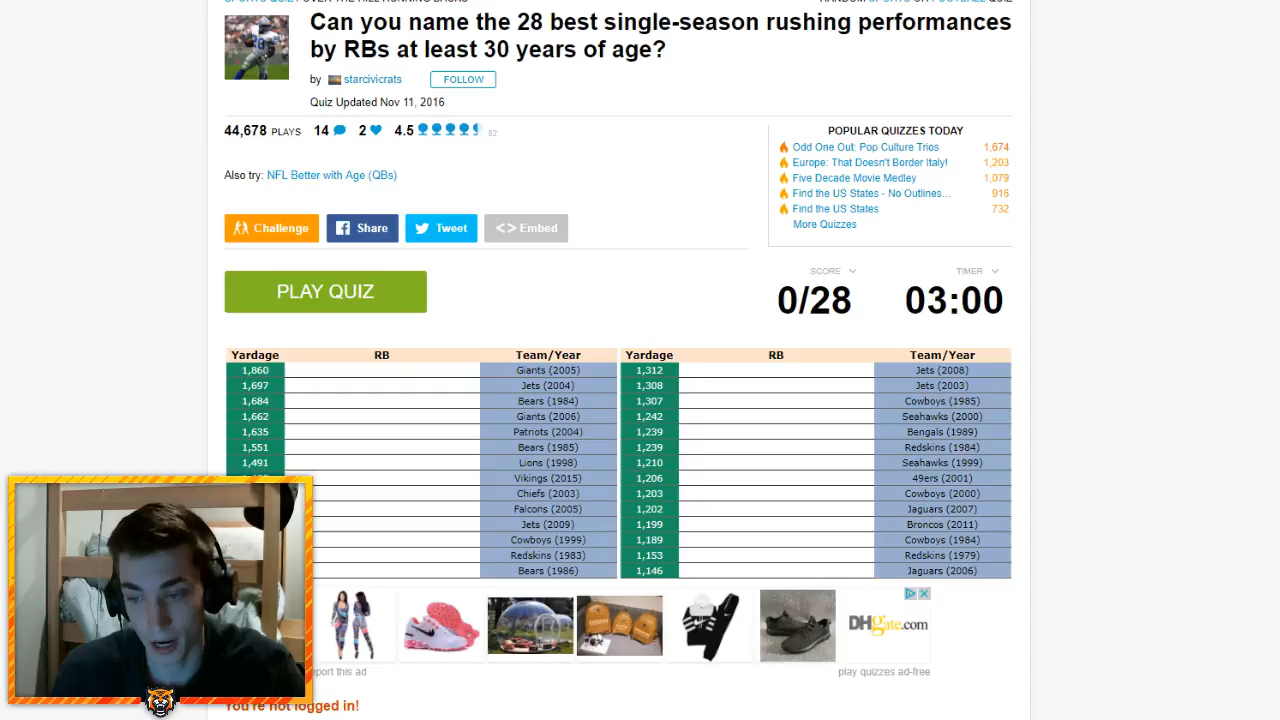 Can you name the 28 best single-season rushing performances
by RBs at least 30 years of age?
by starcivicrats FOLLOW
Quiz Updated Nov 11, 2016
44,678 PLAYS 14 2 4.5 32
Also try: NFL Better with Age (QBs)
POPULAR QUIZZES TODAY
Odd One Out: Pop Culture Trios 1,674
Europe: That Doesn't Border Italy! 1,203
Five Decade Movie Medley 1,079
Find the US States - No Outlines... 916
Find the US States 732
More Quizzes
Challenge Share Tweet <> Embed
PLAY QUIZ
SCORE TIMER
0/28 03:00
Yardage RB Team/Year Yardage RB Team/Year
1,860 Giants (2005) 1,312 Jets (2008)
1,697 Jets (2004) 1,308 Jets (2003)
1,684 Bears (1984) 1,307 Cowboys (1985)
1,662 Giants (2006) 1,242 Seahawks (2000)
1,635 Patriots (2004) 1,239 Bengals (1989)
1,551 Bears (1985) 1,239 Redskins (1984)
1,491 Lions (1998) 1,210 Seahawks (1999)
Vikings (2015) 1,206 49ers (2001)
Chiefs (2003) 1,203 Cowboys (2000)
Falcons (2005) 1,202 Jaguars (2007)
Jets (2009) 1,199 Broncos (2011)
Cowboys (1999) 1,189 Cowboys (1984)
Redskins (1983) 1,153 Redskins (1979)
Bears (1986) 1,146 Jaguars (2006)
DHgate.com
report this ad play quizzes ad-free
You're not logged in!